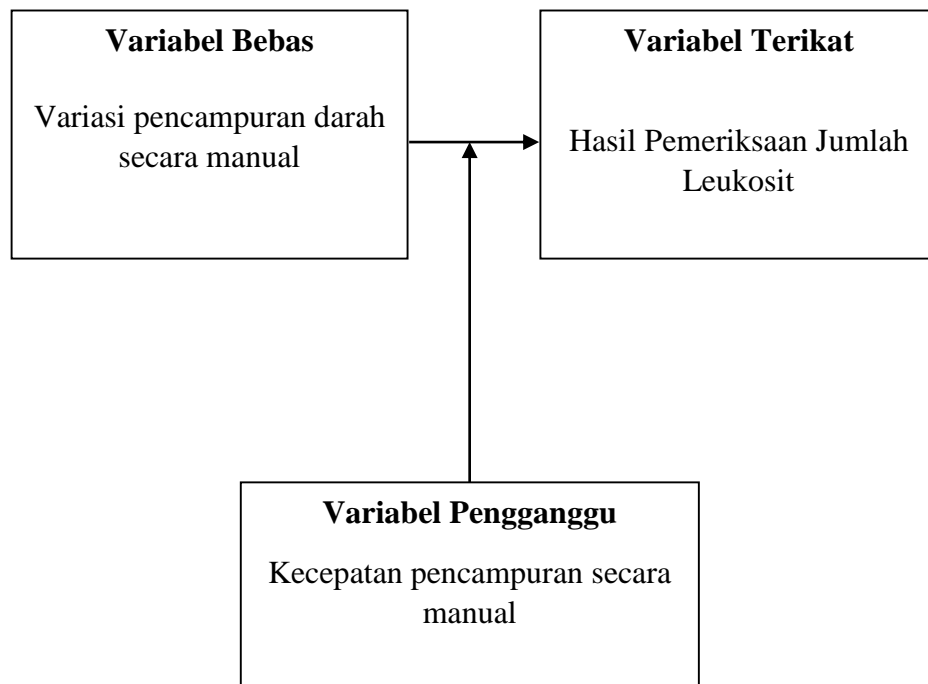 Variabel Bebas
Variasi pencampuran darah
secara manual
Variabel Terikat
Hasil Pemeriksaan Jumlah
Leukosit
Variabel Pengganggu
Kecepatan pencampuran secara
manual